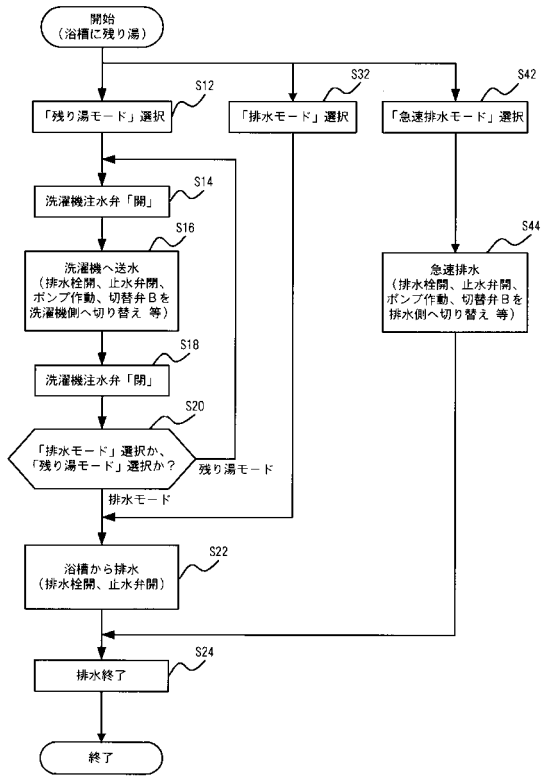 開始
(浴槽に残り湯)
S12
「残り湯モード」選択
S32
「排水モード」選択
S42
「急速排水モード」選択
S14
洗濯機注水弁「開」
S16
洗濯機へ送水
(排水栓開、止水弁閉、
ポンプ作動、切替弁Bを
洗濯機側へ切り替え 等)
S44
急速排水
(排水栓開、止水弁閉、
ポンプ作動、切替弁Bを
排水側へ切り替え 等)
S18
洗濯機注水弁「閉」
S20
「排水モード」選択か、
「残り湯モード」選択か?
残り湯モード
排水モード
S22
浴槽から排水
(排水栓開、止水弁開)
S24
排水終了
終了